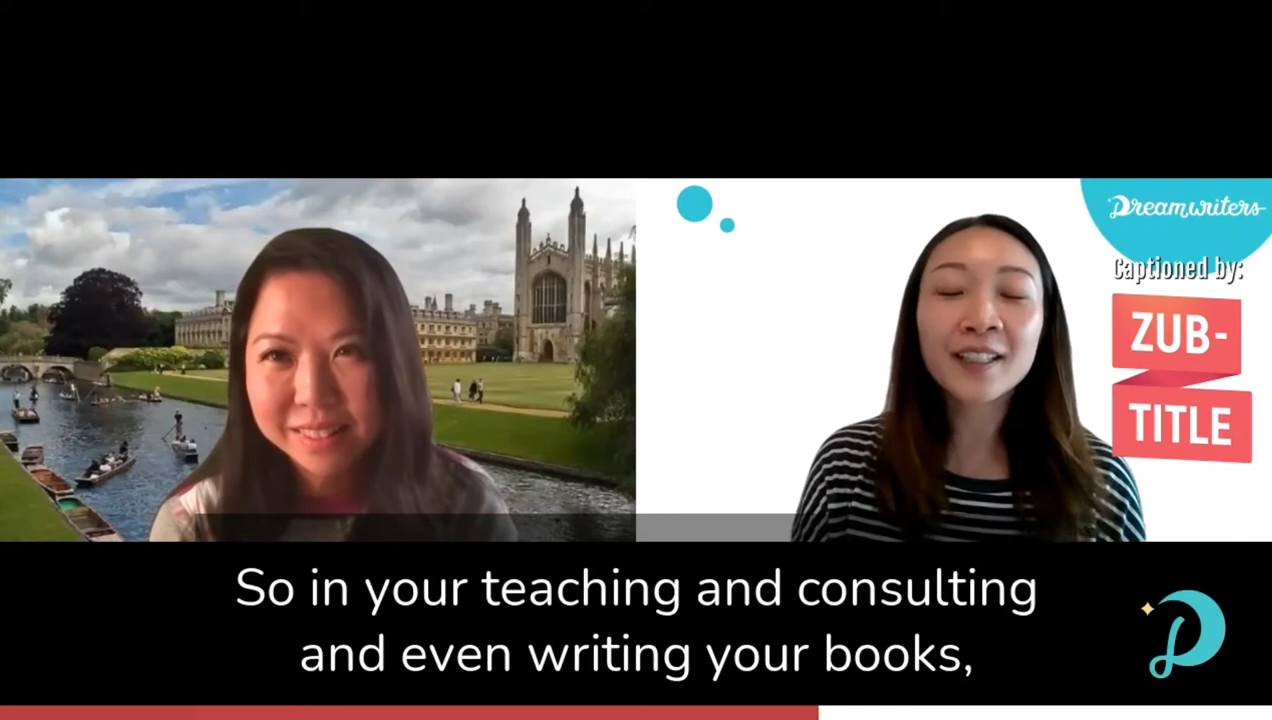 Dreamwriters
Captioned by:
ZUB-
TITLE
So in your teaching and consulting
and even writing your books,